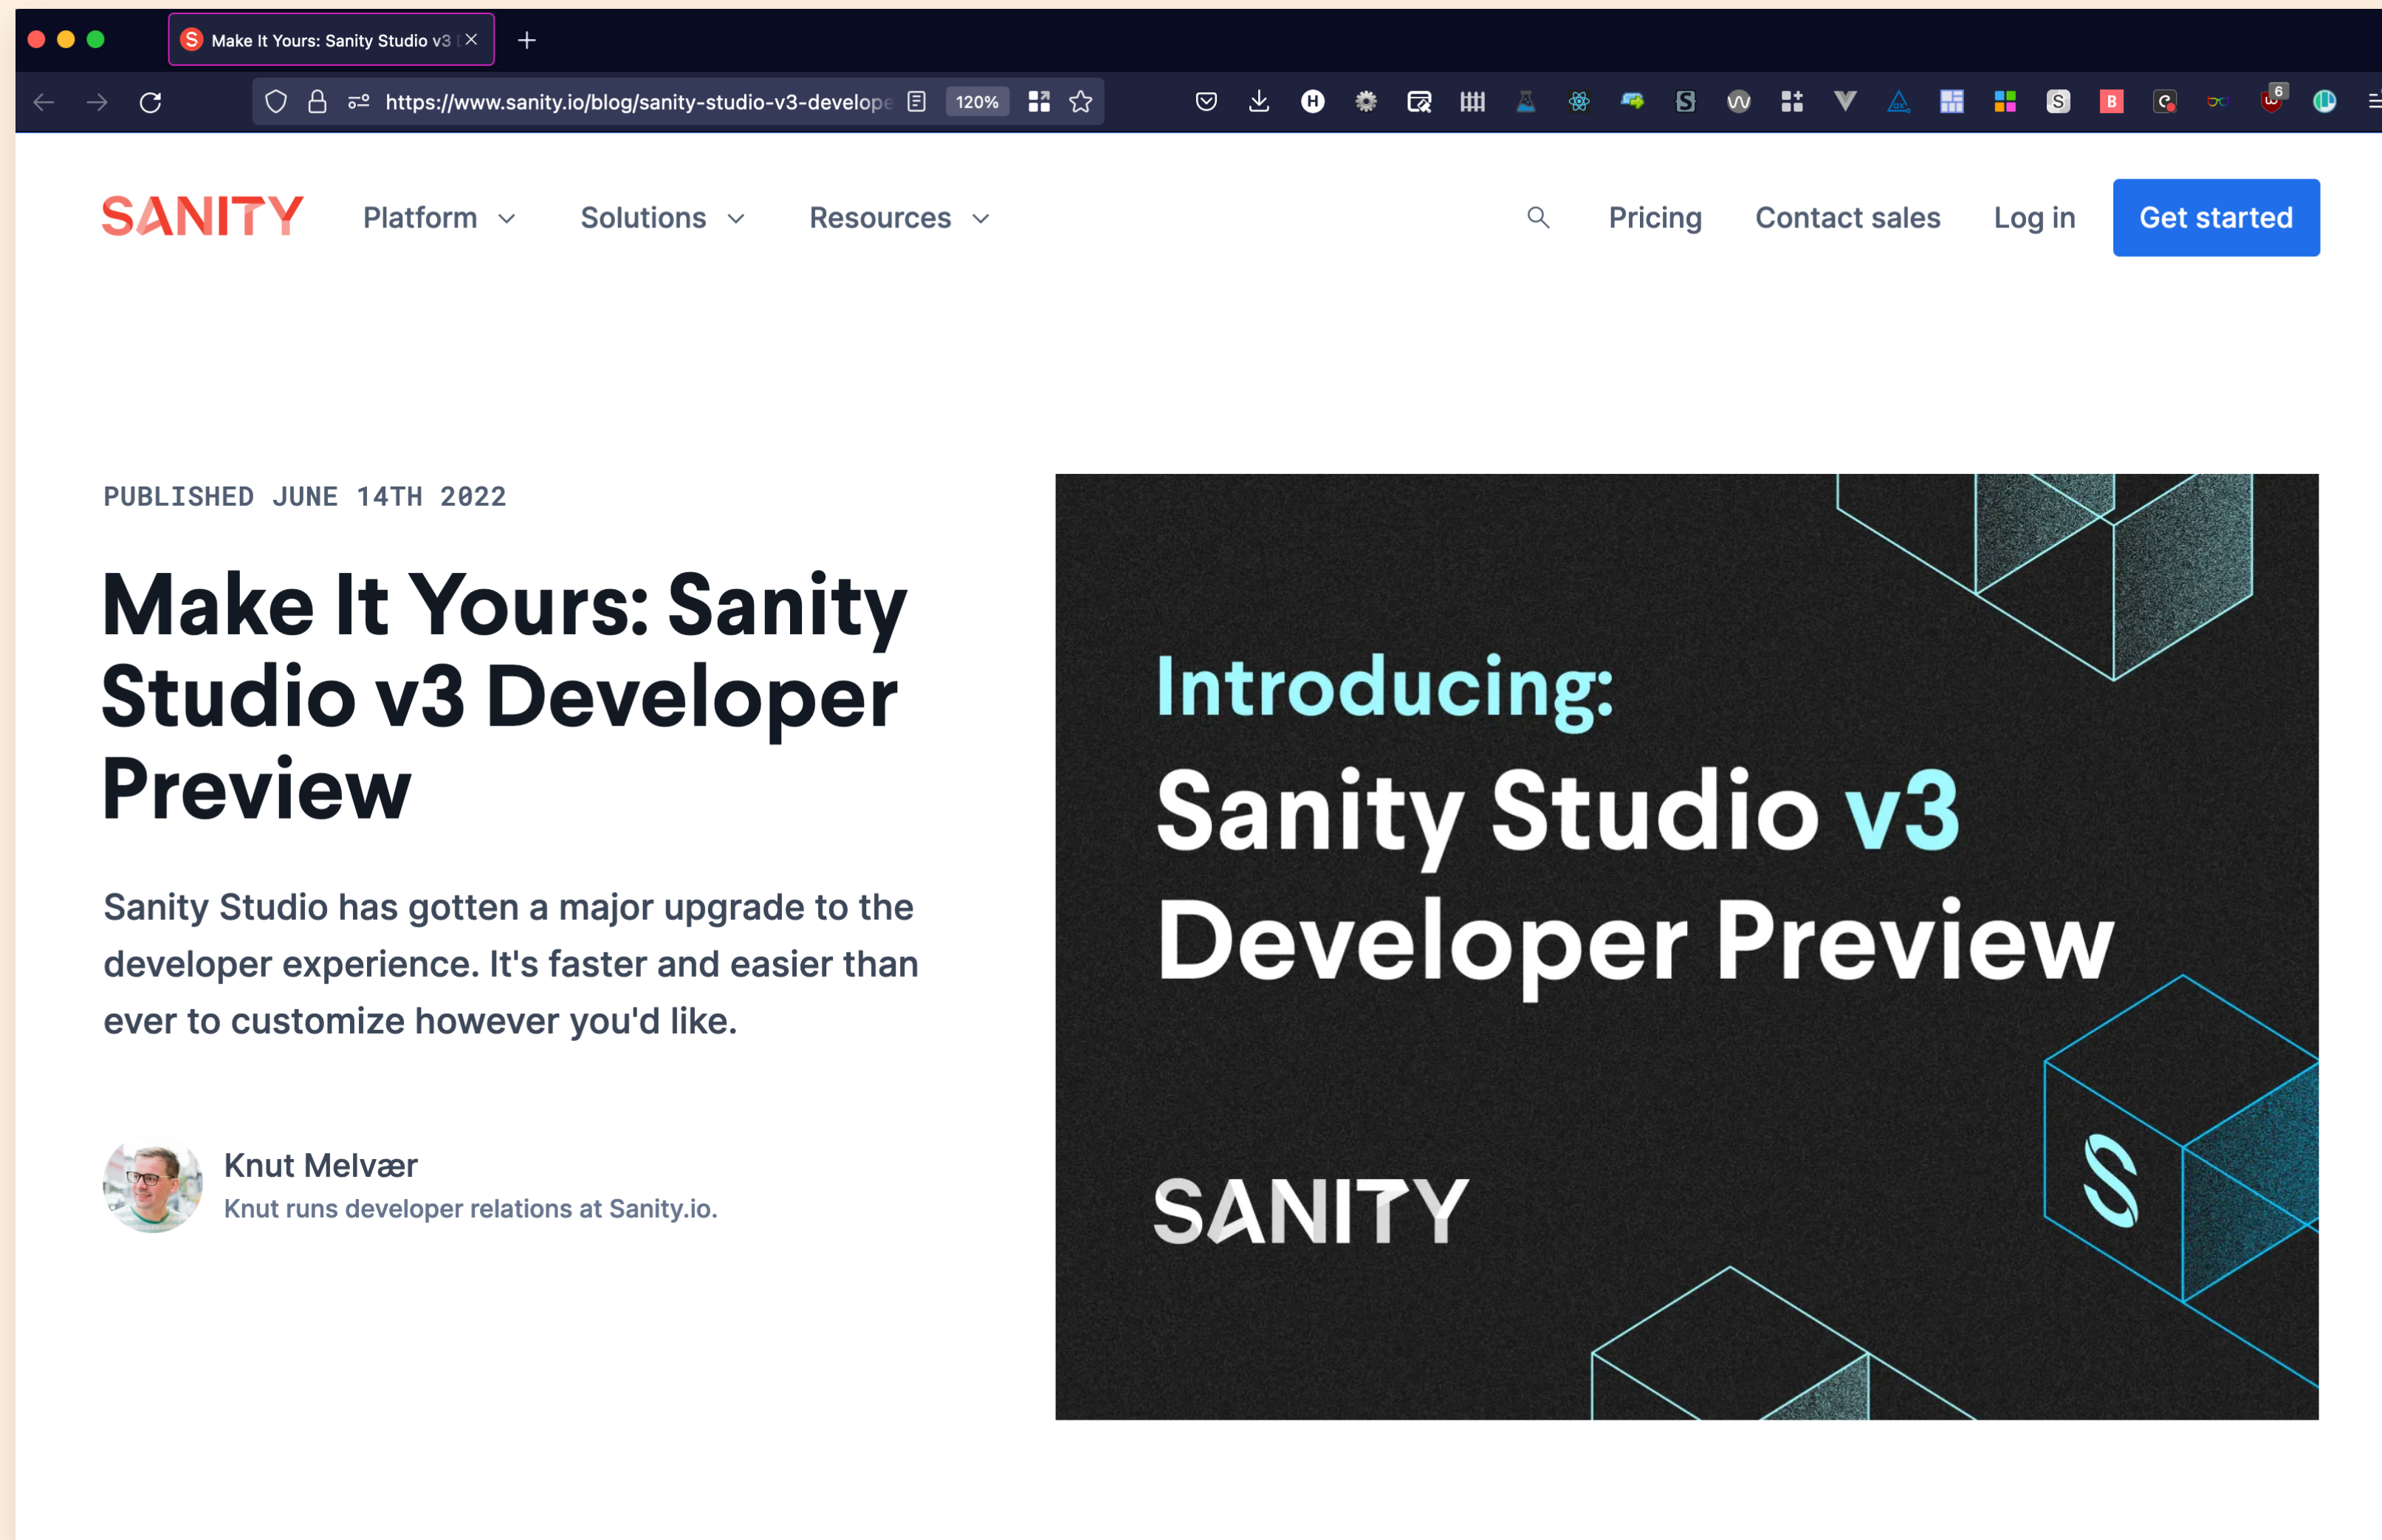 Make It Yours: Sanity Studio v3
https://www.sanity.io/blog/sanity-studio-v3-develope
120%
6
SANITY
Platform
Solutions
Resources
Pricing
Contact sales
Log in
Get started
PUBLISHED JUNE 14TH 2022
Make It Yours: Sanity
Studio v3 Developer
Preview
Sanity Studio has gotten a major upgrade to the
developer experience. It's faster and easier than
ever to customize however you'd like.
Knut Melvær
Knut runs developer relations at Sanity.io.
Introducing:
Sanity Studio v3
Developer Preview
SANITY